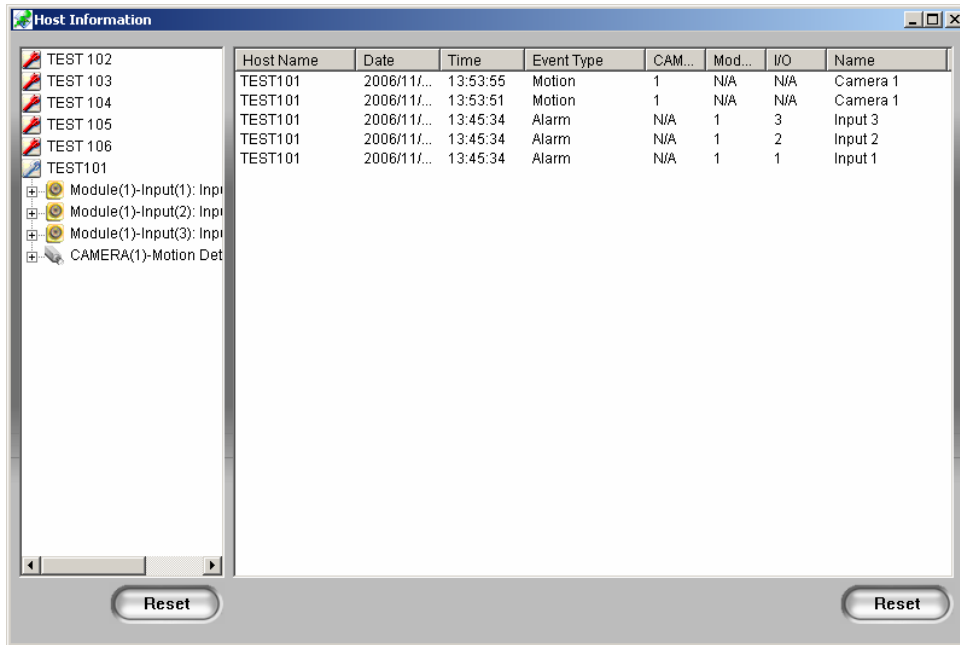 Host Information
TEST 102
TEST 103
TEST 104
TEST 105
TEST 106
TEST101
Module(1)-Input(1): Inpu
Module(1)-Input(2): Inpu
Module(1)-Input(3): Inpu
CAMERA(1)-Motion Det
Host Name Date Time Event Type CAM... Mod... I/O Name
TEST101 2006/11/... 13:53:55 Motion 1 N/A N/A Camera 1
TEST101 2006/11/... 13:53:51 Motion 1 N/A N/A Camera 1
TEST101 2006/11/... 13:45:34 Alarm N/A 1 3 Input 3
TEST101 2006/11/... 13:45:34 Alarm N/A 1 2 Input 2
TEST101 2006/11/... 13:45:34 Alarm N/A 1 1 Input 1
Reset
Reset